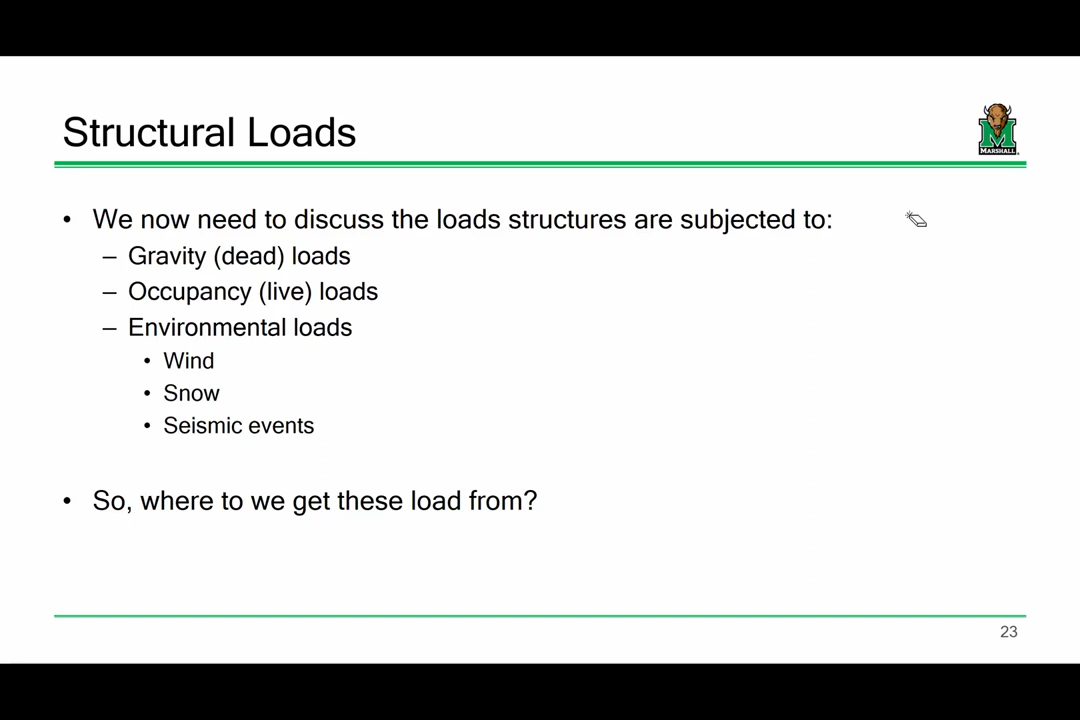 Structural Loads
MARSHALL
• We now need to discuss the loads structures are subjected to:
– Gravity (dead) loads
– Occupancy (live) loads
– Environmental loads
• Wind
• Snow
• Seismic events
• So, where to we get these load from?
23